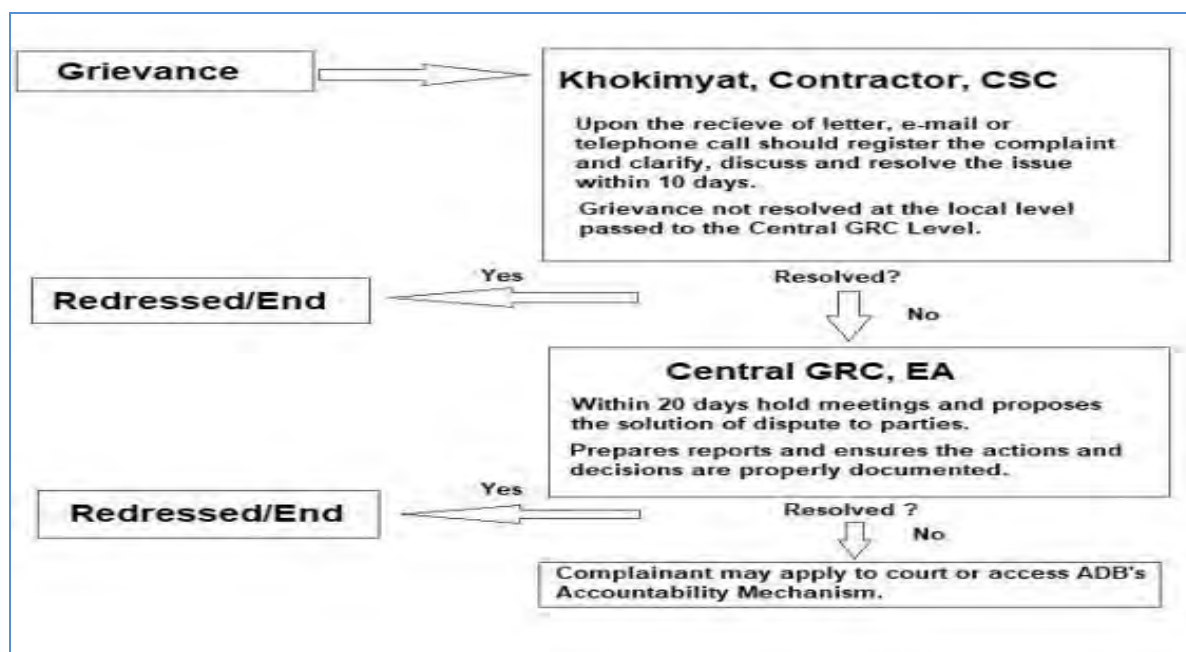 Grievance
Khokimyat, Contractor, CSC
Upon the recieve of letter, e-mail or
telephone call should register the complaint
and clarify, discuss and resolve the issue
within 10 days.
Grievance not resolved at the local level
passed to the Central GRC Level.
Yes
Resolved?
Redressed/End
No
Central GRC, EA
Within 20 days hold meetings and proposes
the solution of dispute to parties.
Prepares reports and ensures the actions and
decisions are properly documented.
Yes
Resolved ?
Redressed/End
No
Complainant may apply to court or access ADB's
Accountability Mechanism.